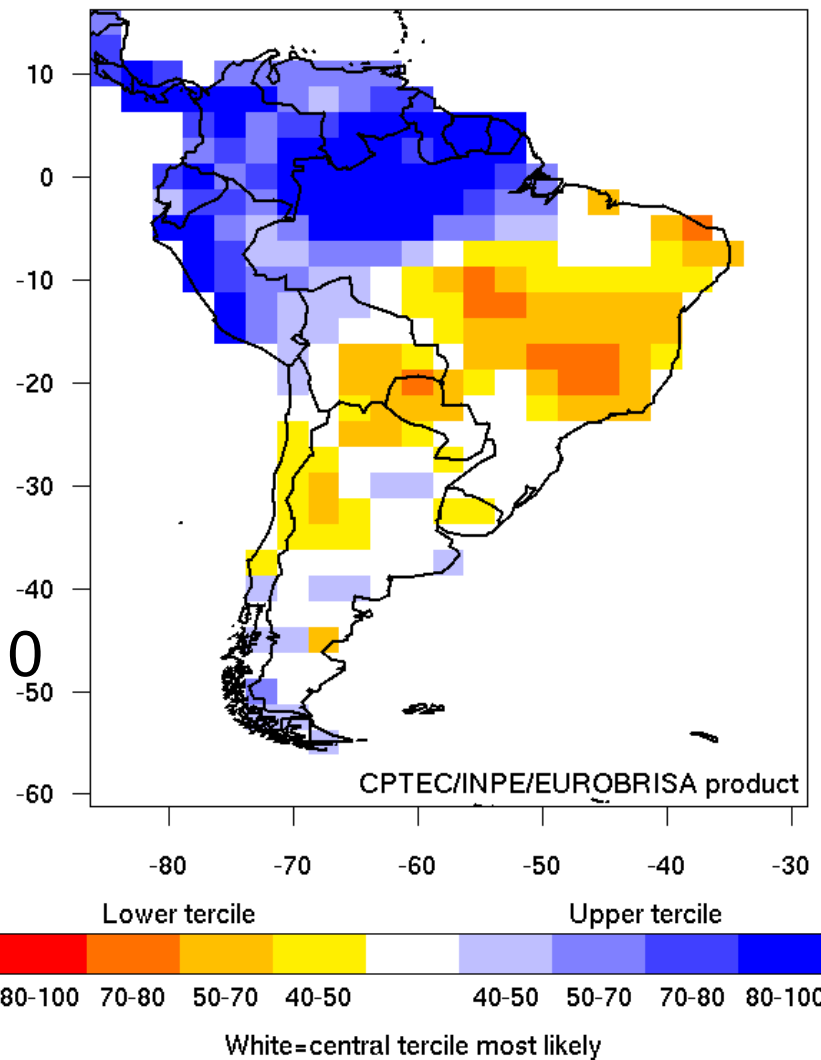 10
0
-10
-20
-30
-40
0
-50
-60
CPTEC/INPE/EUROBRISA product
-80 -70 -60 -50 -40 -30
Lower tercile Upper tercile
80-100 70-80 50-70 40-50 40-50 50-70 70-80 80-100
White=central tercile most likely